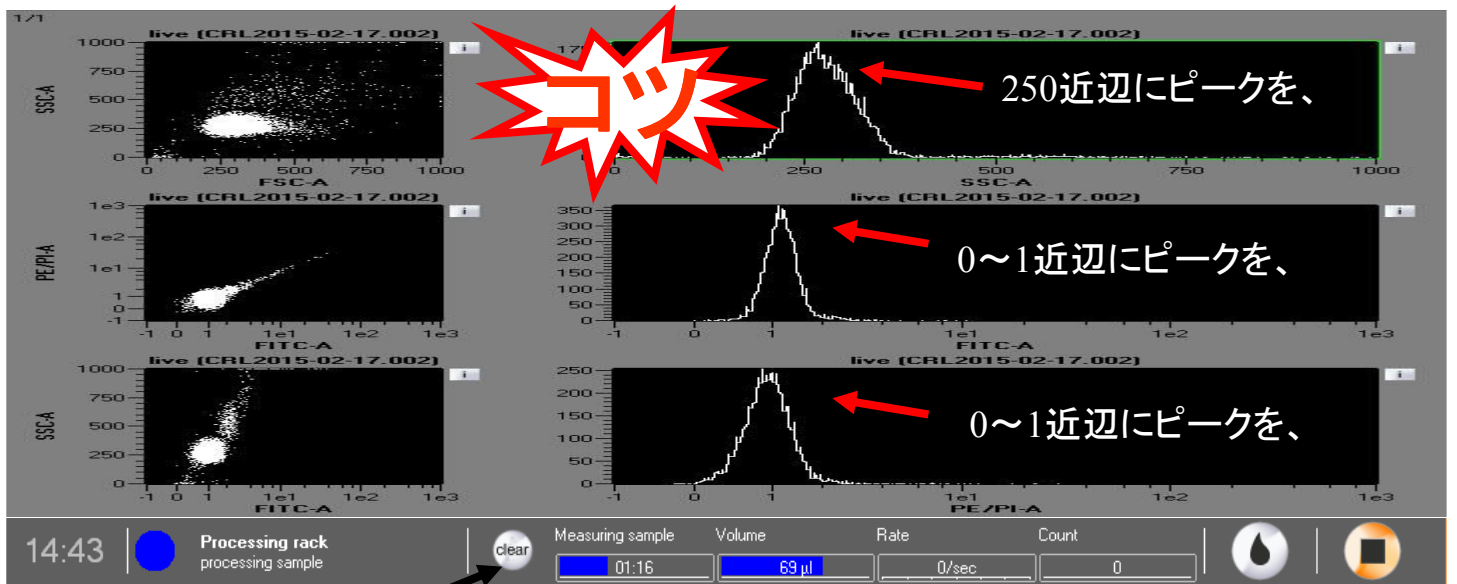 1/1
live (CRL2015-02-17.002)
1000
750
500
250
0
SSC-A
0 250 500 750 1000
FSC-A
i
コツ
live (CRL2015-02-17.002)
250近辺にピークを、
0 250 500 750 1000
SSC-A
i
live (CRL2015-02-17.002)
1e3
1e2
1e1
1
0
-1
PE/PI-A
-1 0 1 1e1 1e2 1e3
FITC-A
i
live (CRL2015-02-17.002)
350
300
250
200
150
100
50
0
0～1近辺にピークを、
-1 0 1 1e1 1e2 1e3
FITC-A
i
live (CRL2015-02-17.002)
1000
750
500
250
0
SSC-A
-1 0 1 1e1 1e2 1e3
FITC-A
i
live (CRL2015-02-17.002)
250
200
150
100
50
0
0～1近辺にピークを、
-1 0 1 1e1 1e2 1e3
PE/PI-A
i
14:43
Processing rack
processing sample
clear
Measuring sample Volume Rate Count
01:16 69 µl 0/sec 0